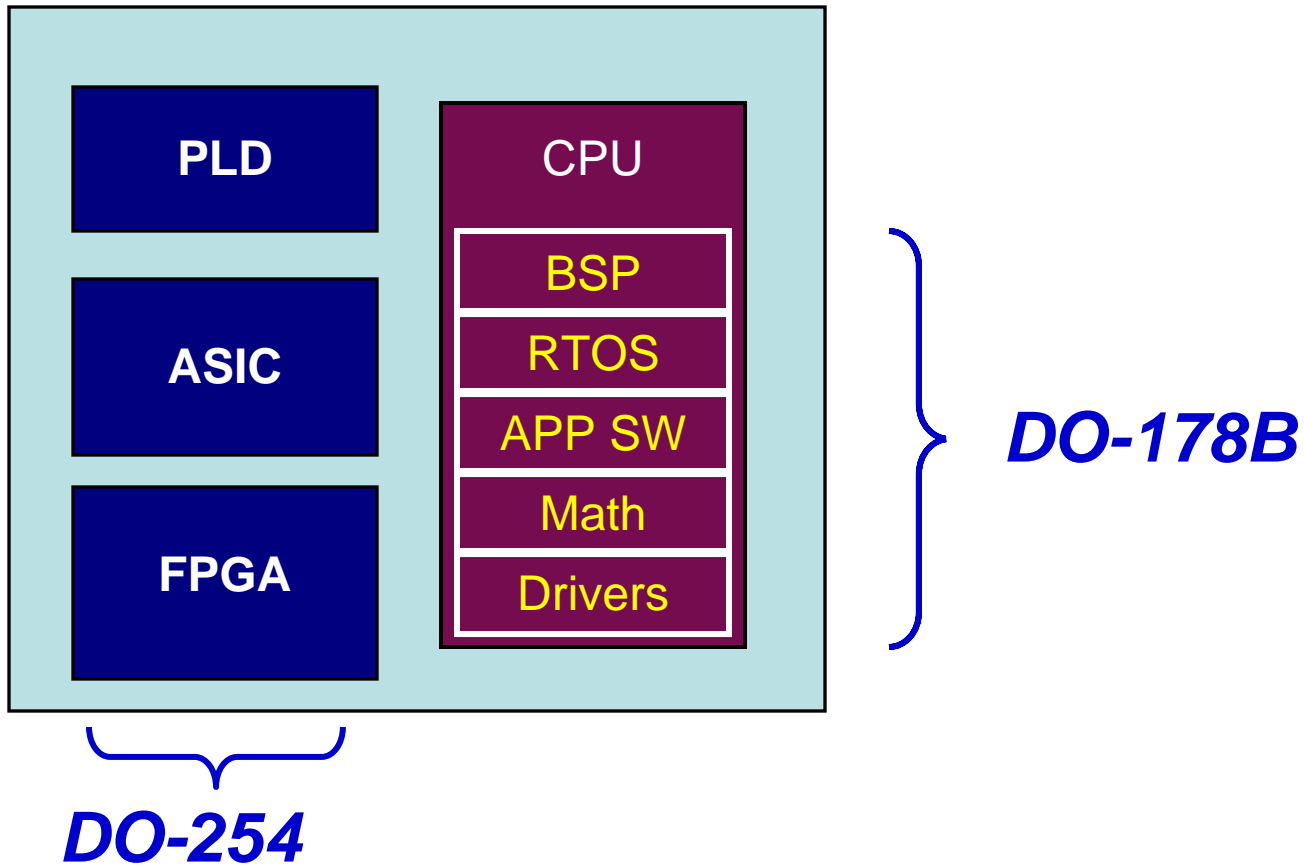 PLD
ASIC
FPGA
CPU
BSP
RTOS
APP SW
Math
Drivers
DO-178B
DO-254